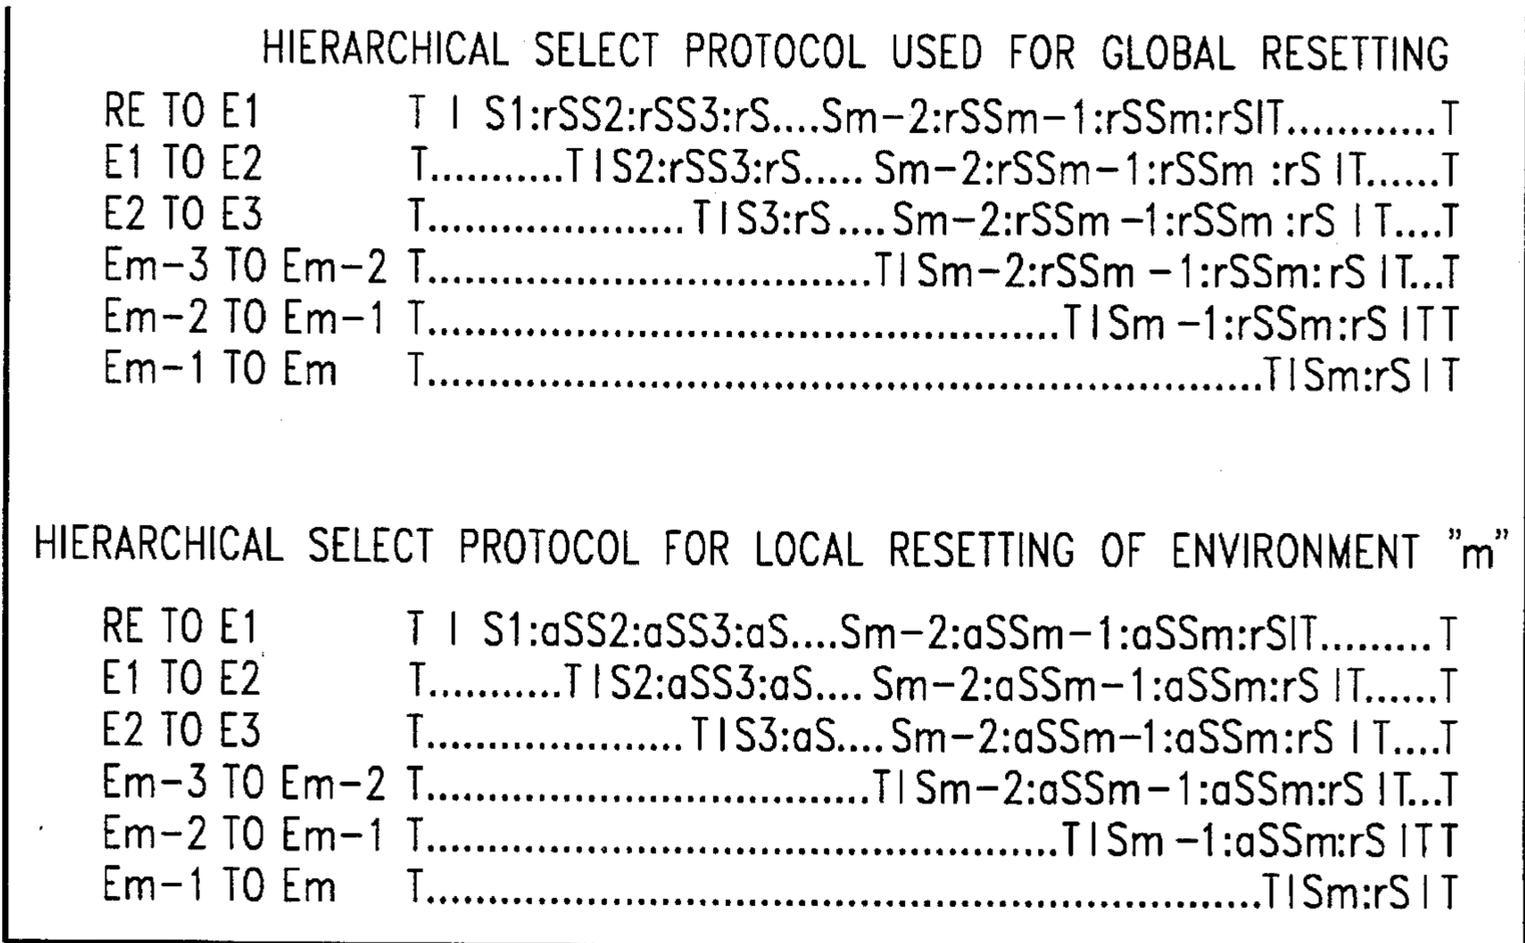 HIERARCHICAL SELECT PROTOCOL USED FOR GLOBAL RESETTING
RE TO E1 T I S1:rSS2:rSS3:rS....Sm-2:rSSm-1:rSSm:rSIT.............T
E1 TO E2 T...........TIS2:rSS3:rS..... Sm-2:rSSm-1:rSSm :rS IT......T
E2 TO E3 T.....................TIS3:rS.... Sm-2:rSSm -1:rSSm :rS IT....T
Em-3 TO Em-2 T....................................TISm-2:rSSm -1:rSSm: rS IT...T
Em-2 TO Em-1 T...................................................TISm -1:rSSm:rS ITT
Em-1 TO Em T...................................................................TISm:rSIT
HIERARCHICAL SELECT PROTOCOL FOR LOCAL RESETTING OF ENVIRONMENT "m"
RE TO E1 T I S1:aSS2:aSS3:aS....Sm-2:aSSm-1:aSSm:rSIT..........T
E1 TO E2 T...........TIS2:aSS3:aS.... Sm-2:aSSm-1:aSSm:rS IT......T
E2 TO E3 T.....................TIS3:aS.... Sm-2:aSSm-1:aSSm:rS IT....T
Em-3 TO Em-2 T....................................TISm-2:aSSm-1:aSSm:rS IT...T
Em-2 TO Em-1 T...................................................TISm -1:aSSm:rS ITT
Em-1 TO Em T...................................................................TISm:rSIT